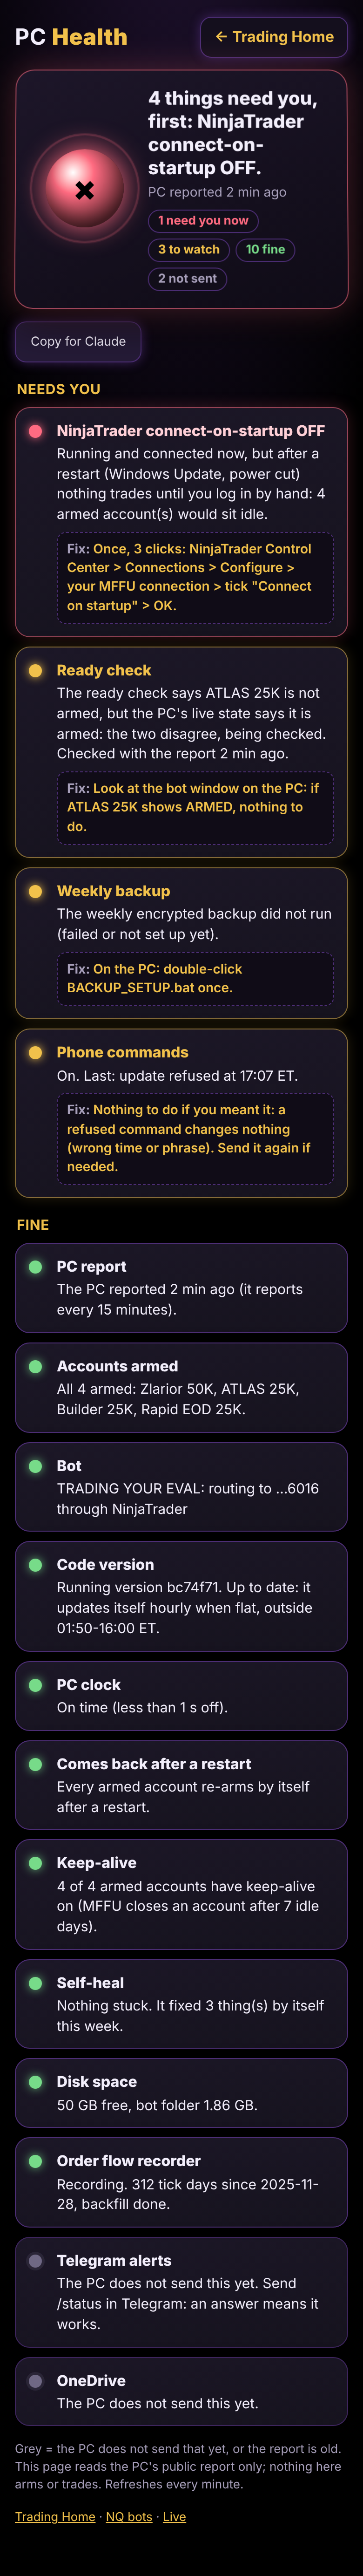 PC Health
← Trading Home
4 things need you,
first: NinjaTrader
connect-on-
startup OFF.
PC reported 2 min ago
1 need you now
3 to watch
10 fine
2 not sent
Copy for Claude
NEEDS YOU
NinjaTrader connect-on-startup OFF
Running and connected now, but after a
restart (Windows Update, power cut)
nothing trades until you log in by hand: 4
armed account(s) would sit idle.
Fix: Once, 3 clicks: NinjaTrader Control
Center > Connections > Configure >
your MFFU connection > tick "Connect
on startup" > OK.
Ready check
The ready check says ATLAS 25K is not
armed, but the PC's live state says it is
armed: the two disagree, being checked.
Checked with the report 2 min ago.
Fix: Look at the bot window on the PC: if
ATLAS 25K shows ARMED, nothing to
do.
Weekly backup
The weekly encrypted backup did not run
(failed or not set up yet).
Fix: On the PC: double-click
BACKUP_SETUP.bat once.
Phone commands
On. Last: update refused at 17:07 ET.
Fix: Nothing to do if you meant it: a
refused command changes nothing
(wrong time or phrase). Send it again if
needed.
FINE
PC report
The PC reported 2 min ago (it reports
every 15 minutes).
Accounts armed
All 4 armed: Zlarior 50K, ATLAS 25K,
Builder 25K, Rapid EOD 25K.
Bot
TRADING YOUR EVAL: routing to ...6016
through NinjaTrader
Code version
Running version bc74f71. Up to date: it
updates itself hourly when flat, outside
01:50-16:00 ET.
PC clock
On time (less than 1 s off).
Comes back after a restart
Every armed account re-arms by itself
after a restart.
Keep-alive
4 of 4 armed accounts have keep-alive
on (MFFU closes an account after 7 idle
days).
Self-heal
Nothing stuck. It fixed 3 thing(s) by itself
this week.
Disk space
50 GB free, bot folder 1.86 GB.
Order flow recorder
Recording. 312 tick days since 2025-11-
28, backfill done.
Telegram alerts
The PC does not send this yet. Send
/status in Telegram: an answer means it
works.
OneDrive
The PC does not send this yet.
Grey = the PC does not send that yet, or the report is old.
This page reads the PC's public report only; nothing here
arms or trades. Refreshes every minute.
Trading Home · NQ bots · Live